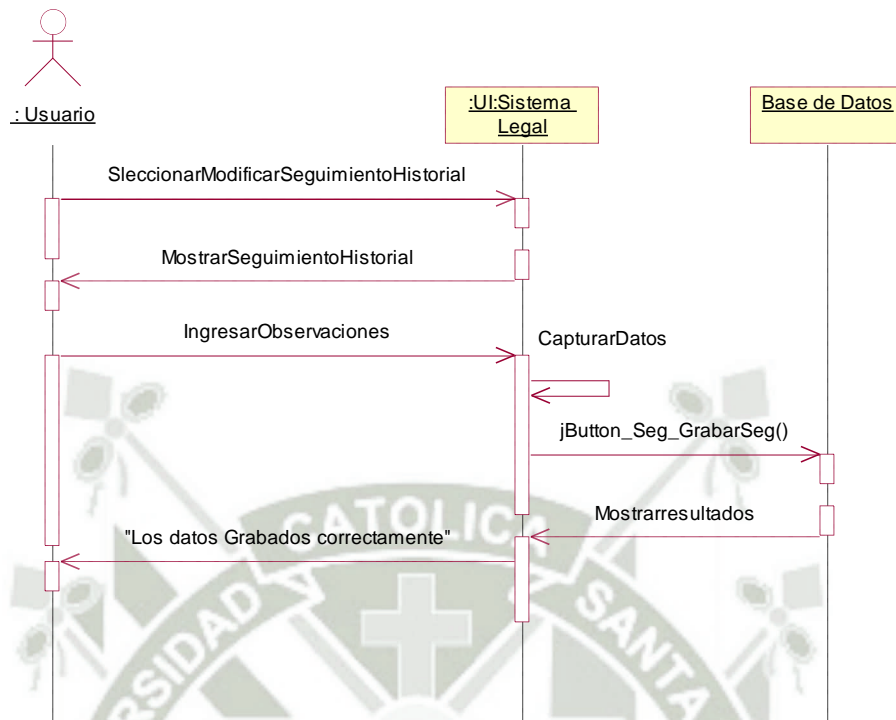 : Usuario
:UI:Sistema
Legal
Base de Datos
SleccionarModificarSeguimientoHistorial
MostrarSeguimientoHistorial
IngresarObservaciones
CapturarDatos
jButton_Seg_GrabarSeg()
Mostrarresultados
"Los datos Grabados correctamente"
CATOLICA
SANTA